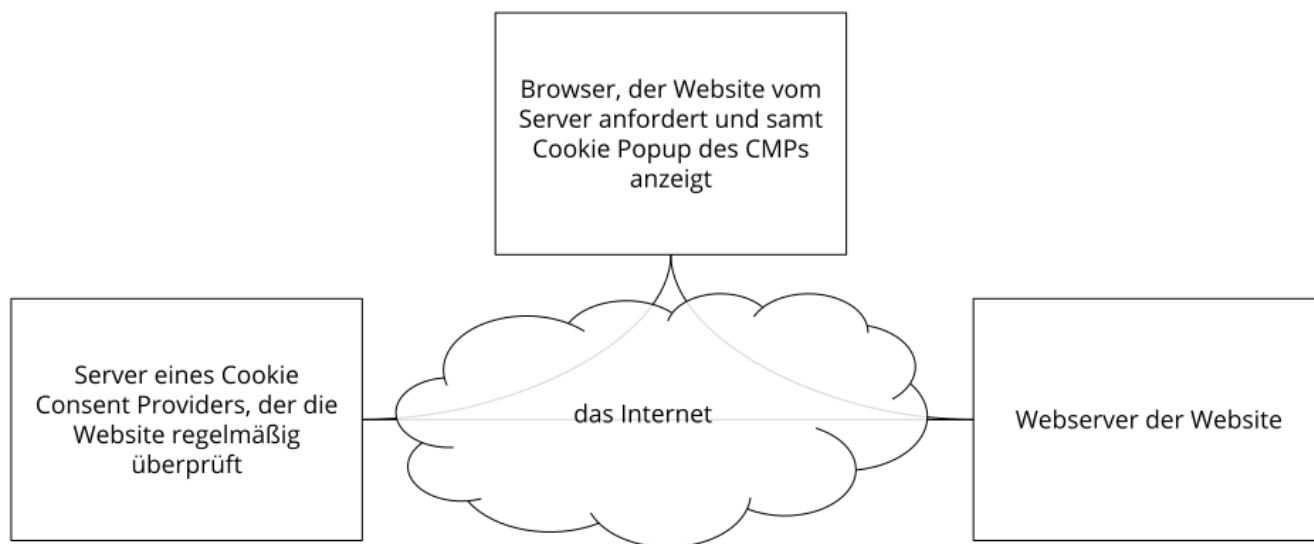 Browser, der Website vom
Server anfordert und samt
Cookie Popup des CMPs
anzeigt
Server eines Cookie
Consent Providers, der die
Website regelmäßig
überprüft
das Internet
Webserver der Website